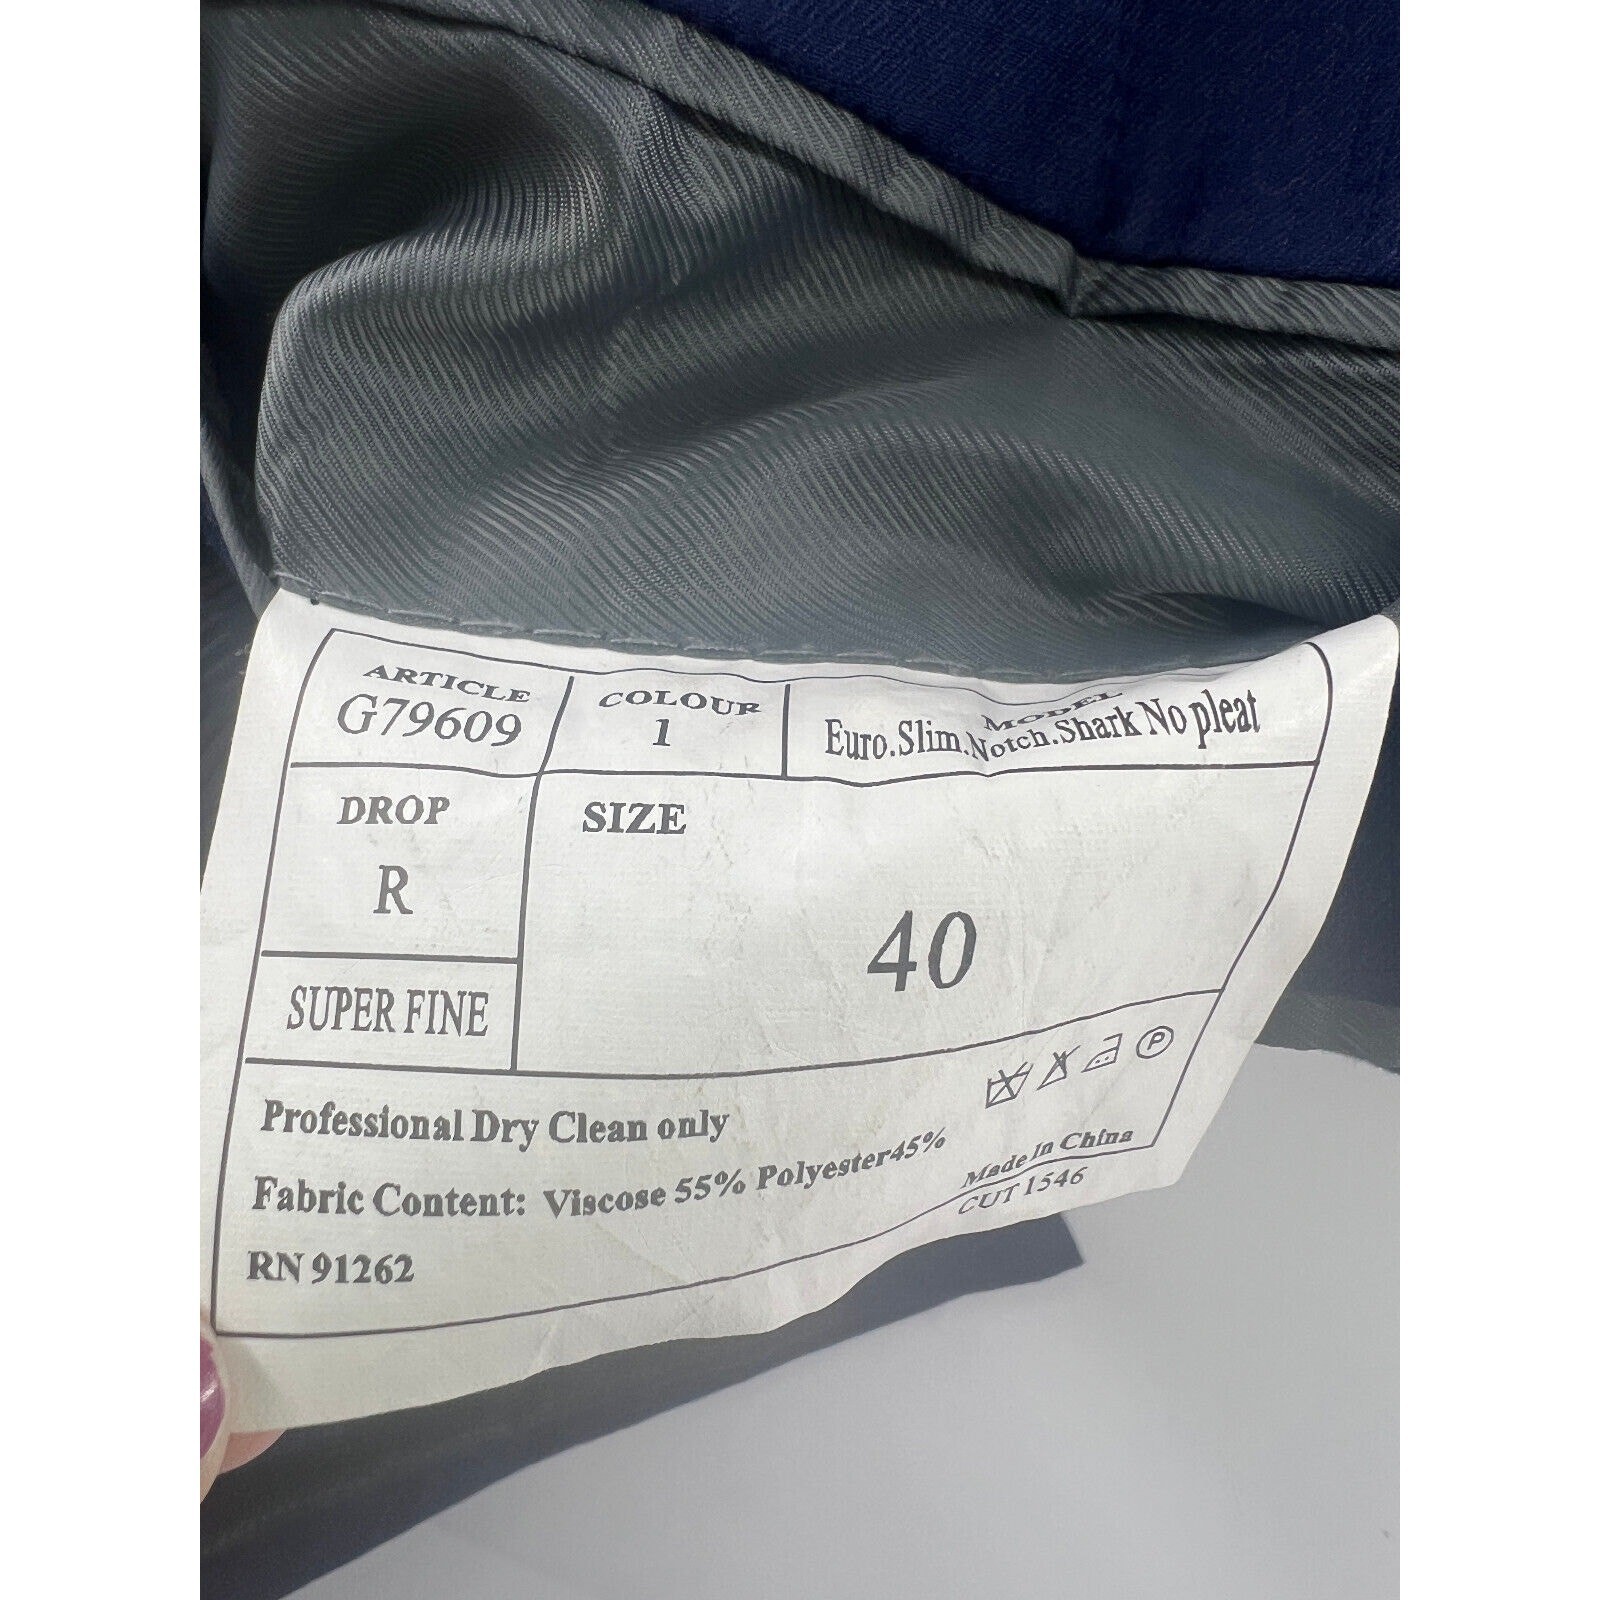 ARTICLE
G79609
COLOUR
1
MODEL
Euro.Slim.Notch.Shark No pleat
DROP
R
SIZE
40
SUPER FINE
P
Professional Dry Clean only
Fabric Content: Viscose 55% Polyester45%
Made in China
CUT 1546
RN 91262